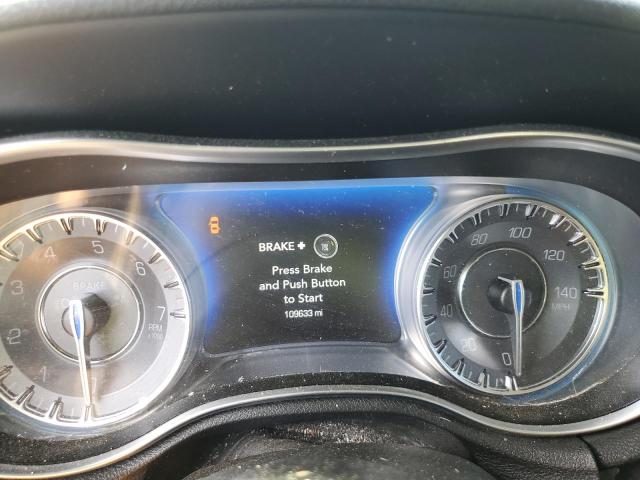 BRAKE +
Press Brake
and Push Button
to Start
109633 mi
1
2
3
4
5
6
7
RPM
BRAKE
0
20
40
60
80
100
120
140
MPH